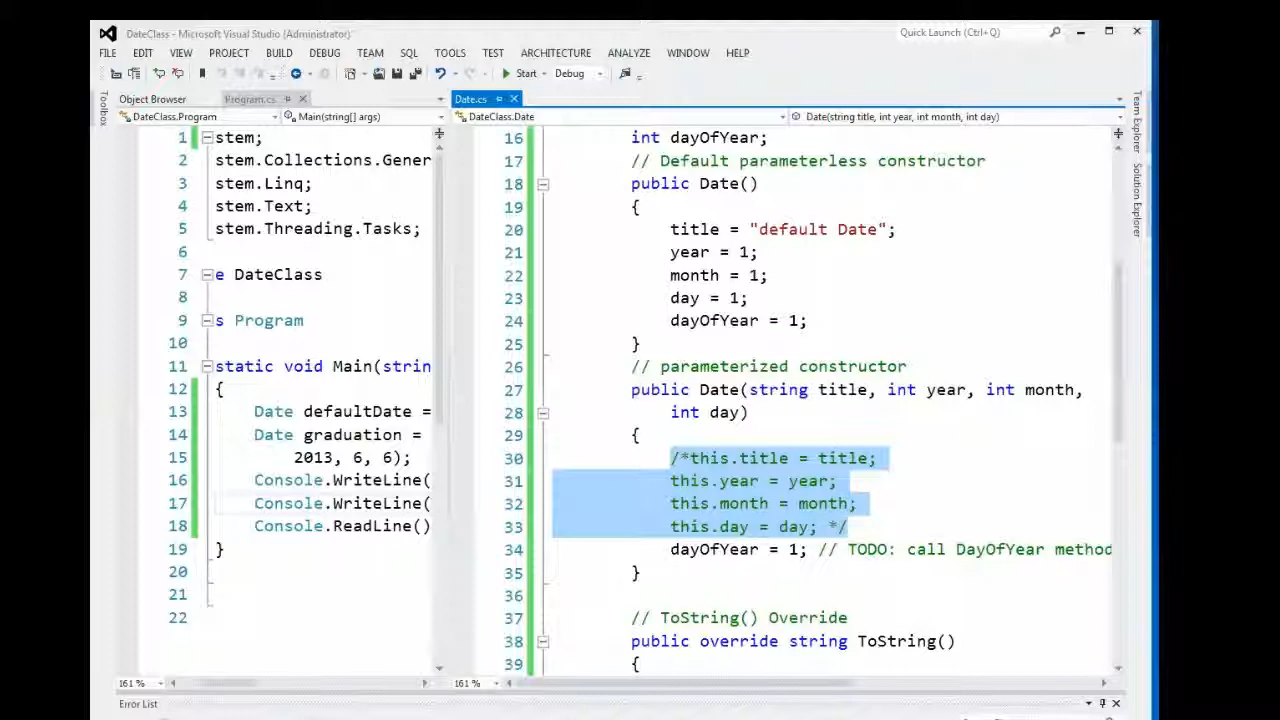 DateClass - Microsoft Visual Studio (Administrator)
Quick Launch (Ctrl+Q)
FILE EDIT VIEW PROJECT BUILD DEBUG TEAM SQL TOOLS TEST ARCHITECTURE ANALYZE WINDOW HELP
Start Debug
Toolbox
Object Browser Program.cs
DateClass.Program Main(string[] args)
1 stem;
2 stem.Collections.Gener
3 stem.Linq;
4 stem.Text;
5 stem.Threading.Tasks;
6
7 e DateClass
8
9 s Program
10
11 static void Main(strin
12 {
13 Date defaultDate =
14 Date graduation =
15 2013, 6, 6);
16 Console.WriteLine(
17 Console.WriteLine(
18 Console.ReadLine()
19 }
20
21
22
161 %
Date.cs
DateClass.Date Date(string title, int year, int month, int day)
16 int dayOfYear;
17 // Default parameterless constructor
18 public Date()
19 {
20 title = "default Date";
21 year = 1;
22 month = 1;
23 day = 1;
24 dayOfYear = 1;
25 }
26 // parameterized constructor
27 public Date(string title, int year, int month,
28 int day)
29 {
30 /*this.title = title;
31 this.year = year;
32 this.month = month;
33 this.day = day; */
34 dayOfYear = 1; // TODO: call DayOfYear method
35 }
36
37 // ToString() Override
38 public override string ToString()
39 {
161 %
Team Explorer
Solution Explorer
Error List